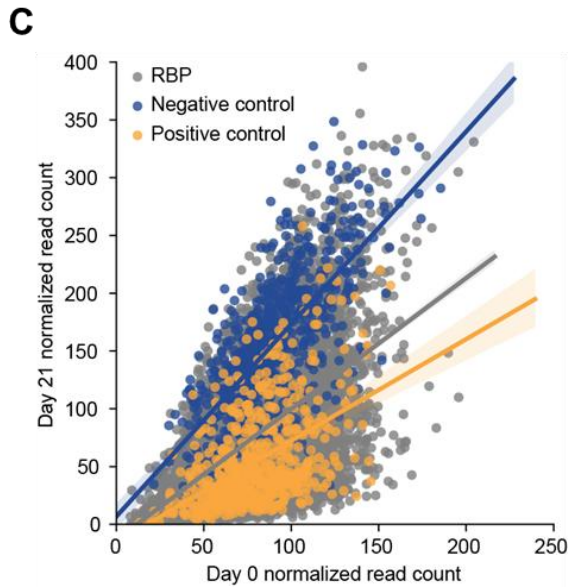 C
400
350
300
250
200
150
100
50
0
RBP
Negative control
Positive control
Day 21 normalized read count
0 50 100 150 200 250
Day 0 normalized read count